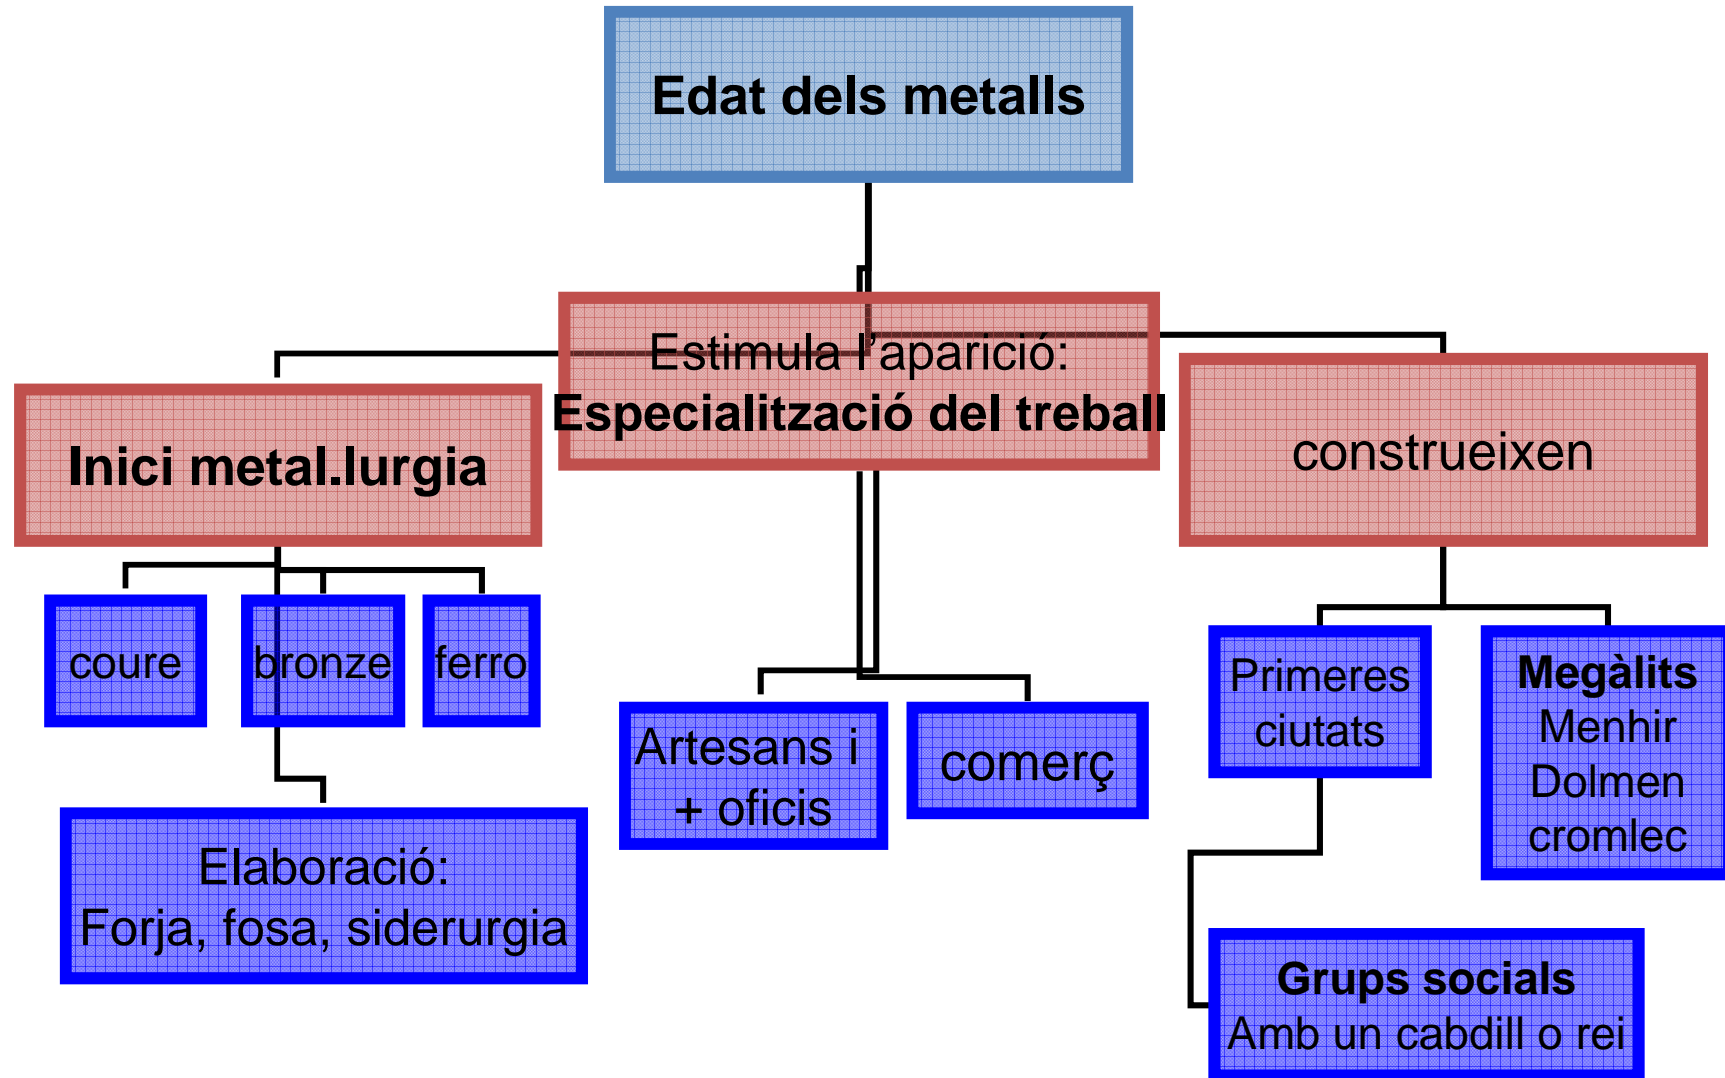 Edat dels metalls
Estimula l'aparició:
Especialització del treball
Inici metal.lurgia
construeixen
coure
bronze
ferro
Primeres
ciutats
Megàlits
Menhir
Dolmen
cromlec
Artesans i
+ oficis
comerç
Elaboració:
Forja, fosa, siderurgia
Grups socials
Amb un cabdill o rei